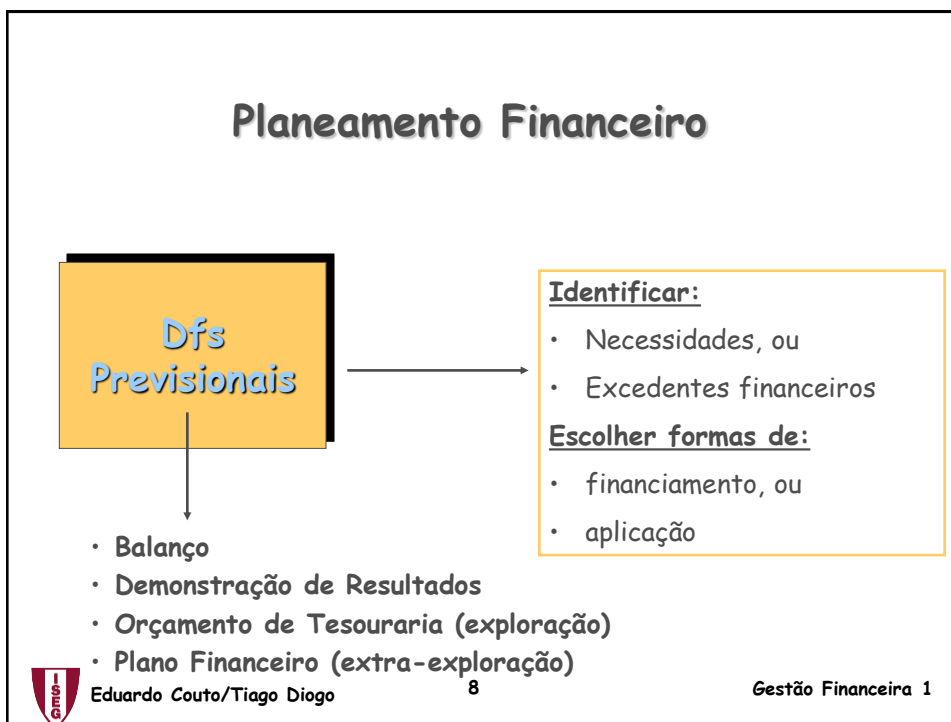 Planeamento Financeiro
Dfs
Previsionais
Identificar:
• Necessidades, ou
• Excedentes financeiros
Escolher formas de:
• financiamento, ou
• aplicação
• Balanço
• Demonstração de Resultados
• Orçamento de Tesouraria (exploração)
• Plano Financeiro (extra-exploração)
ISEG
Eduardo Couto/Tiago Diogo
8
Gestão Financeira 1